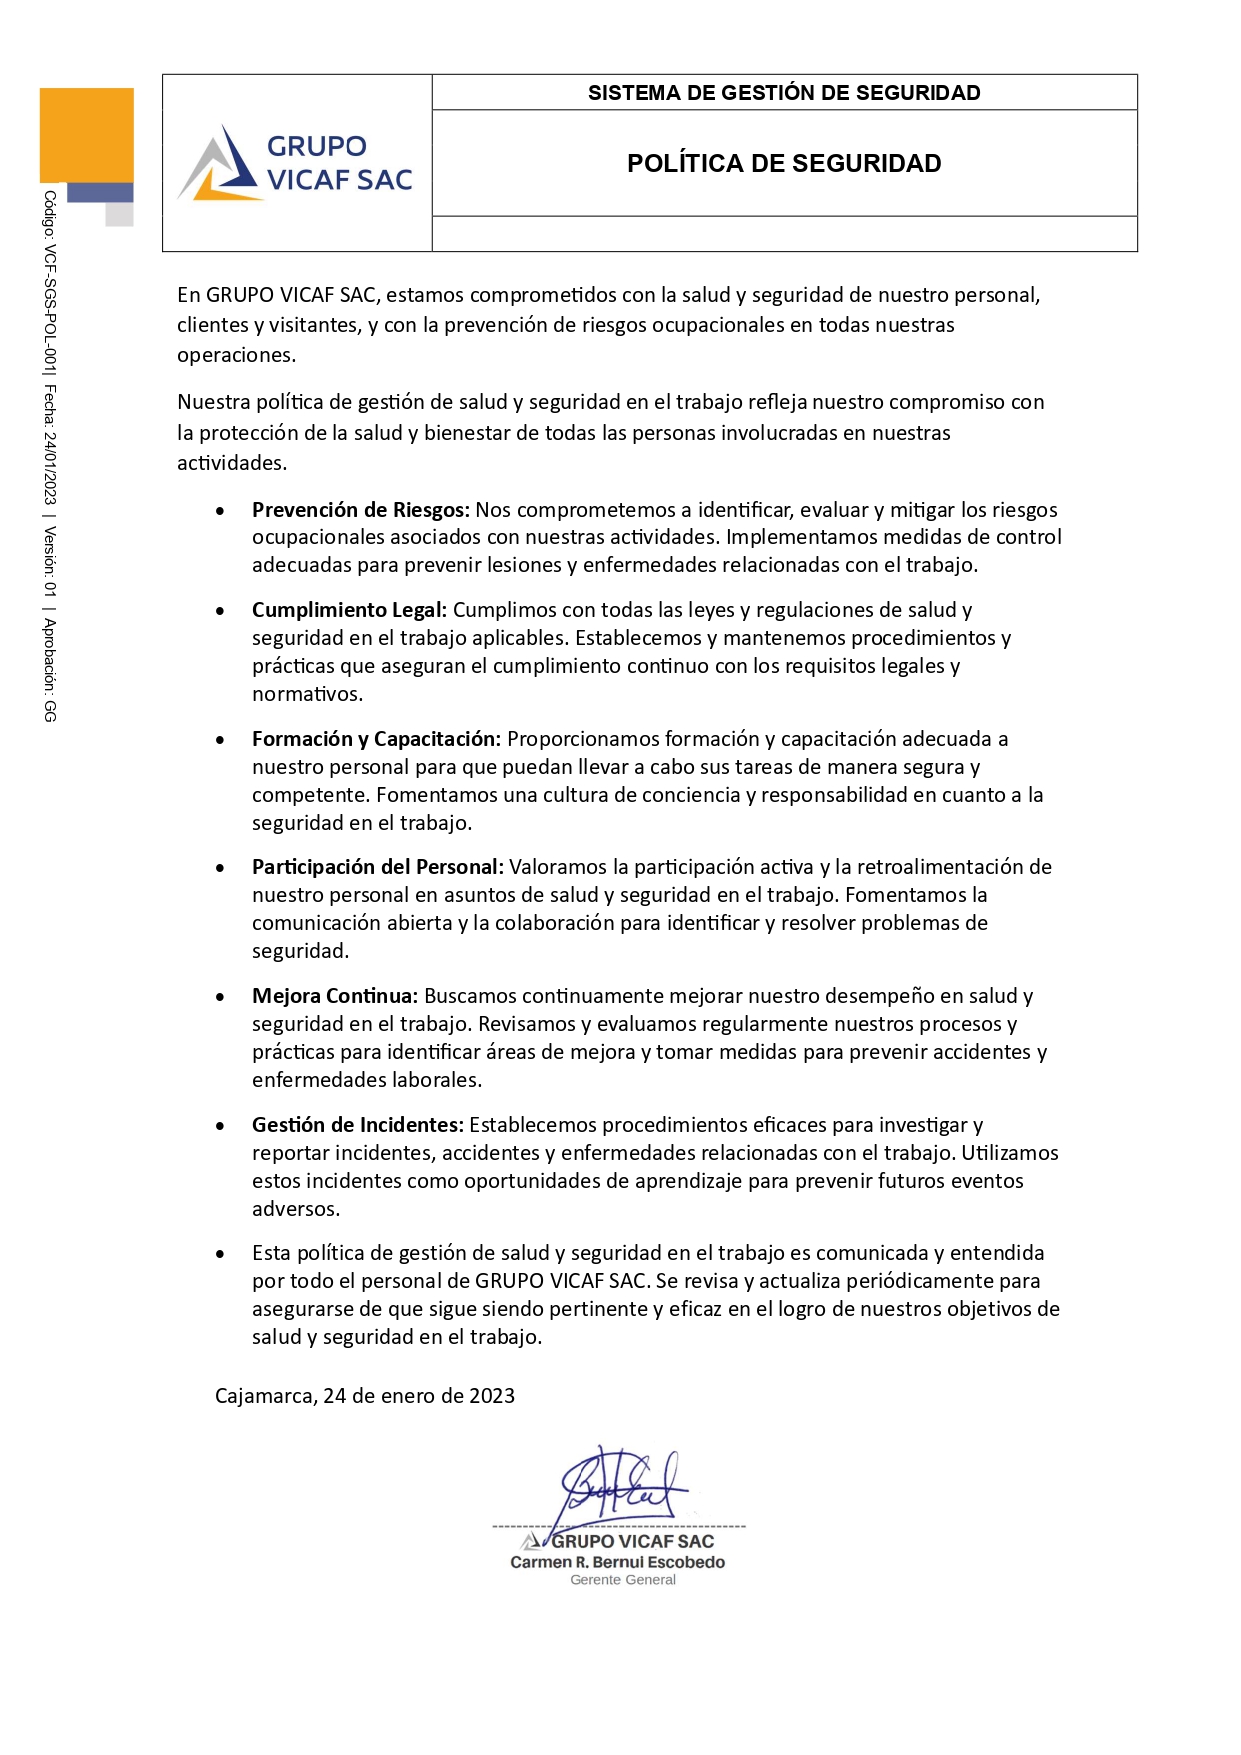 SISTEMA DE GESTIÓN DE SEGURIDAD
GRUPO
VICAF SAC
POLÍTICA DE SEGURIDAD
Código: VCF-SGS-POL-001| Fecha: 24/01/2023 | Versión: 01 | Aprobación: GG
En GRUPO VICAF SAC, estamos comprometidos con la salud y seguridad de nuestro personal,
clientes y visitantes, y con la prevención de riesgos ocupacionales en todas nuestras
operaciones.
Nuestra política de gestión de salud y seguridad en el trabajo refleja nuestro compromiso con
la protección de la salud y bienestar de todas las personas involucradas en nuestras
actividades.
• Prevención de Riesgos: Nos comprometemos a identificar, evaluar y mitigar los riesgos
ocupacionales asociados con nuestras actividades. Implementamos medidas de control
adecuadas para prevenir lesiones y enfermedades relacionadas con el trabajo.
• Cumplimiento Legal: Cumplimos con todas las leyes y regulaciones de salud y
seguridad en el trabajo aplicables. Establecemos y mantenemos procedimientos y
prácticas que aseguran el cumplimiento continuo con los requisitos legales y
normativos.
• Formación y Capacitación: Proporcionamos formación y capacitación adecuada a
nuestro personal para que puedan llevar a cabo sus tareas de manera segura y
competente. Fomentamos una cultura de conciencia y responsabilidad en cuanto a la
seguridad en el trabajo.
• Participación del Personal: Valoramos la participación activa y la retroalimentación de
nuestro personal en asuntos de salud y seguridad en el trabajo. Fomentamos la
comunicación abierta y la colaboración para identificar y resolver problemas de
seguridad.
• Mejora Continua: Buscamos continuamente mejorar nuestro desempeño en salud y
seguridad en el trabajo. Revisamos y evaluamos regularmente nuestros procesos y
prácticas para identificar áreas de mejora y tomar medidas para prevenir accidentes y
enfermedades laborales.
• Gestión de Incidentes: Establecemos procedimientos eficaces para investigar y
reportar incidentes, accidentes y enfermedades relacionadas con el trabajo. Utilizamos
estos incidentes como oportunidades de aprendizaje para prevenir futuros eventos
adversos.
• Esta política de gestión de salud y seguridad en el trabajo es comunicada y entendida
por todo el personal de GRUPO VICAF SAC. Se revisa y actualiza periódicamente para
asegurarse de que sigue siendo pertinente y eficaz en el logro de nuestros objetivos de
salud y seguridad en el trabajo.
Cajamarca, 24 de enero de 2023
GRUPO VICAF SAC
Carmen R. Bernui Escobedo
Gerente General